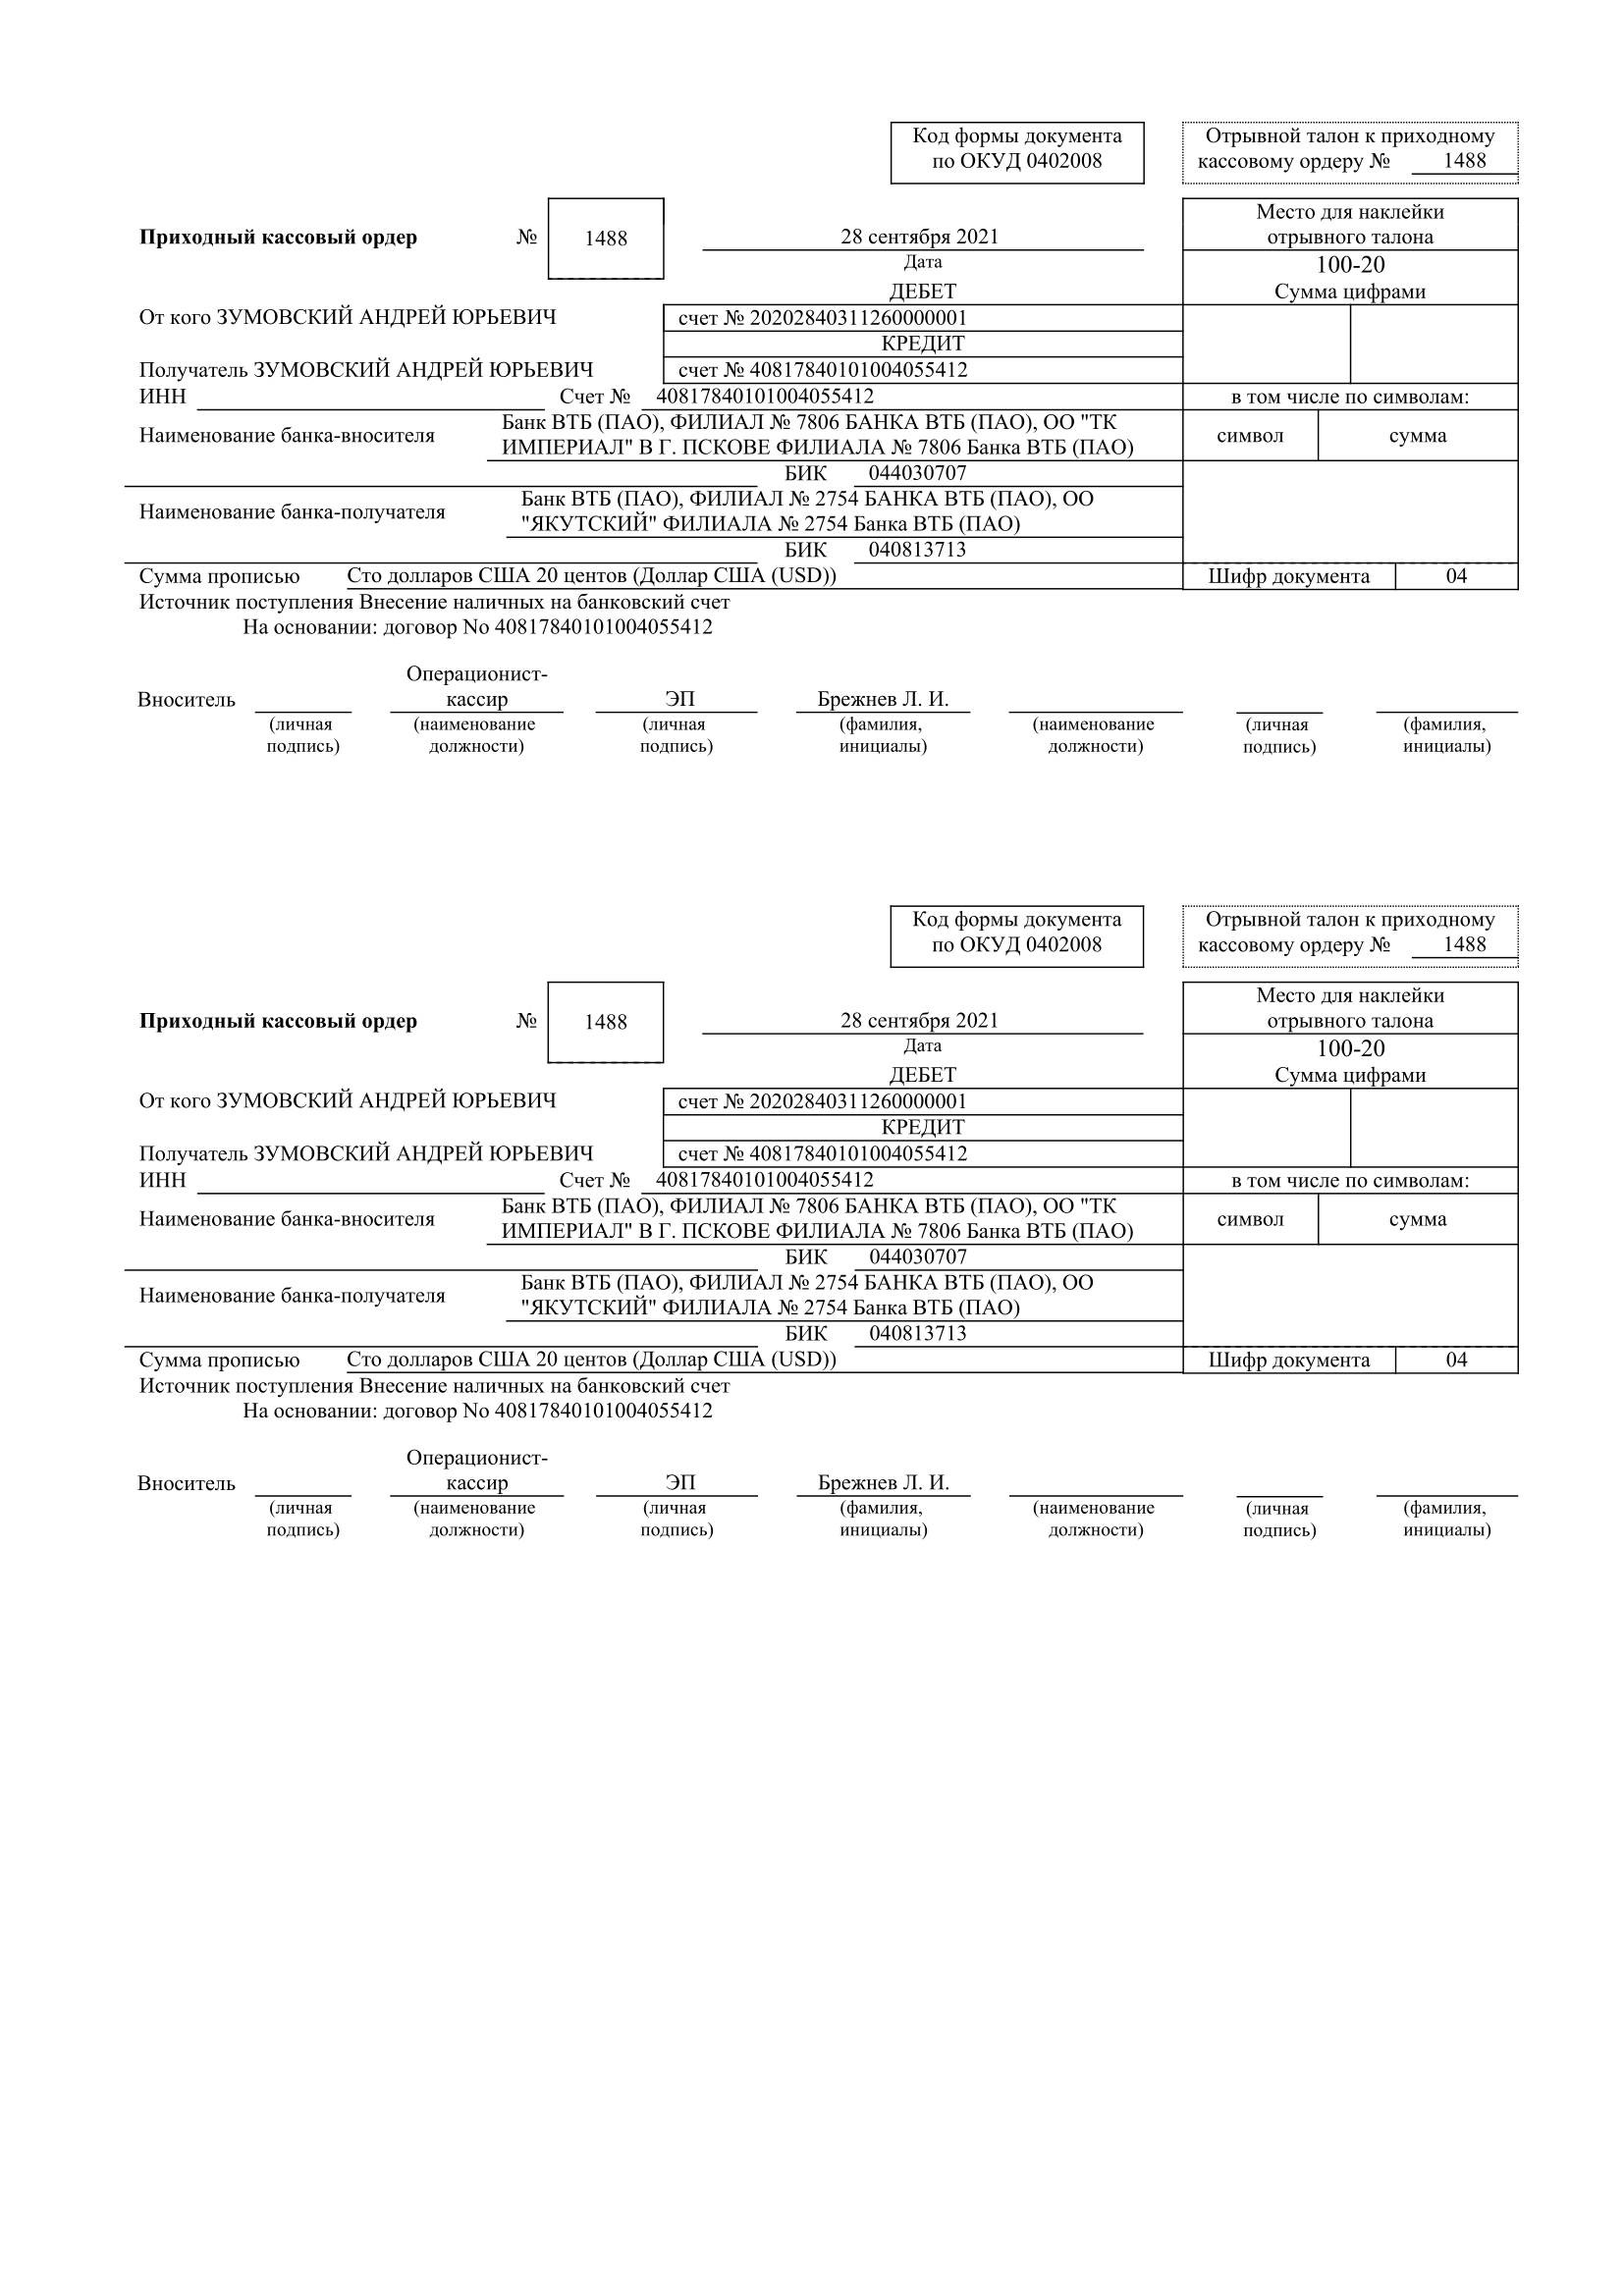 Код формы документа
по ОКУД 0402008
Отрывной талон к приходному
кассовому ордеру № 1488
Приходный кассовый ордер № 1488
28 сентября 2021
Дата
Место для наклейки
отрывного талона
100-20
ДЕБЕТ
Сумма цифрами
От кого ЗУМОВСКИЙ АНДРЕЙ ЮРЬЕВИЧ
счет № 20202840311260000001
КРЕДИТ
Получатель ЗУМОВСКИЙ АНДРЕЙ ЮРЬЕВИЧ
счет № 40817840101004055412
ИНН Счет № 40817840101004055412
в том числе по символам:
Наименование банка-вносителя
Банк ВТБ (ПАО), ФИЛИАЛ № 7806 БАНКА ВТБ (ПАО), ОО "ТК
ИМПЕРИАЛ" В Г. ПСКОВЕ ФИЛИАЛА № 7806 Банка ВТБ (ПАО)
символ сумма
БИК 044030707
Наименование банка-получателя
Банк ВТБ (ПАО), ФИЛИАЛ № 2754 БАНКА ВТБ (ПАО), ОО
"ЯКУТСКИЙ" ФИЛИАЛА № 2754 Банка ВТБ (ПАО)
БИК 040813713
Сумма прописью Сто долларов США 20 центов (Доллар США (USD))
Шифр документа 04
Источник поступления Внесение наличных на банковский счет
На основании: договор No 40817840101004055412
Операционист-
Вноситель кассир ЭП Брежнев Л. И.
(личная (наименование (личная (фамилия, (наименование (личная (фамилия,
подпись) должности) подпись) инициалы) должности) подпись) инициалы)
Код формы документа
по ОКУД 0402008
Отрывной талон к приходному
кассовому ордеру № 1488
Приходный кассовый ордер № 1488
28 сентября 2021
Дата
Место для наклейки
отрывного талона
100-20
ДЕБЕТ
Сумма цифрами
От кого ЗУМОВСКИЙ АНДРЕЙ ЮРЬЕВИЧ
счет № 20202840311260000001
КРЕДИТ
Получатель ЗУМОВСКИЙ АНДРЕЙ ЮРЬЕВИЧ
счет № 40817840101004055412
ИНН Счет № 40817840101004055412
в том числе по символам:
Наименование банка-вносителя
Банк ВТБ (ПАО), ФИЛИАЛ № 7806 БАНКА ВТБ (ПАО), ОО "ТК
ИМПЕРИАЛ" В Г. ПСКОВЕ ФИЛИАЛА № 7806 Банка ВТБ (ПАО)
символ сумма
БИК 044030707
Наименование банка-получателя
Банк ВТБ (ПАО), ФИЛИАЛ № 2754 БАНКА ВТБ (ПАО), ОО
"ЯКУТСКИЙ" ФИЛИАЛА № 2754 Банка ВТБ (ПАО)
БИК 040813713
Сумма прописью Сто долларов США 20 центов (Доллар США (USD))
Шифр документа 04
Источник поступления Внесение наличных на банковский счет
На основании: договор No 40817840101004055412
Операционист-
Вноситель кассир ЭП Брежнев Л. И.
(личная (наименование (личная (фамилия, (наименование (личная (фамилия,
подпись) должности) подпись) инициалы) должности) подпись) инициалы)